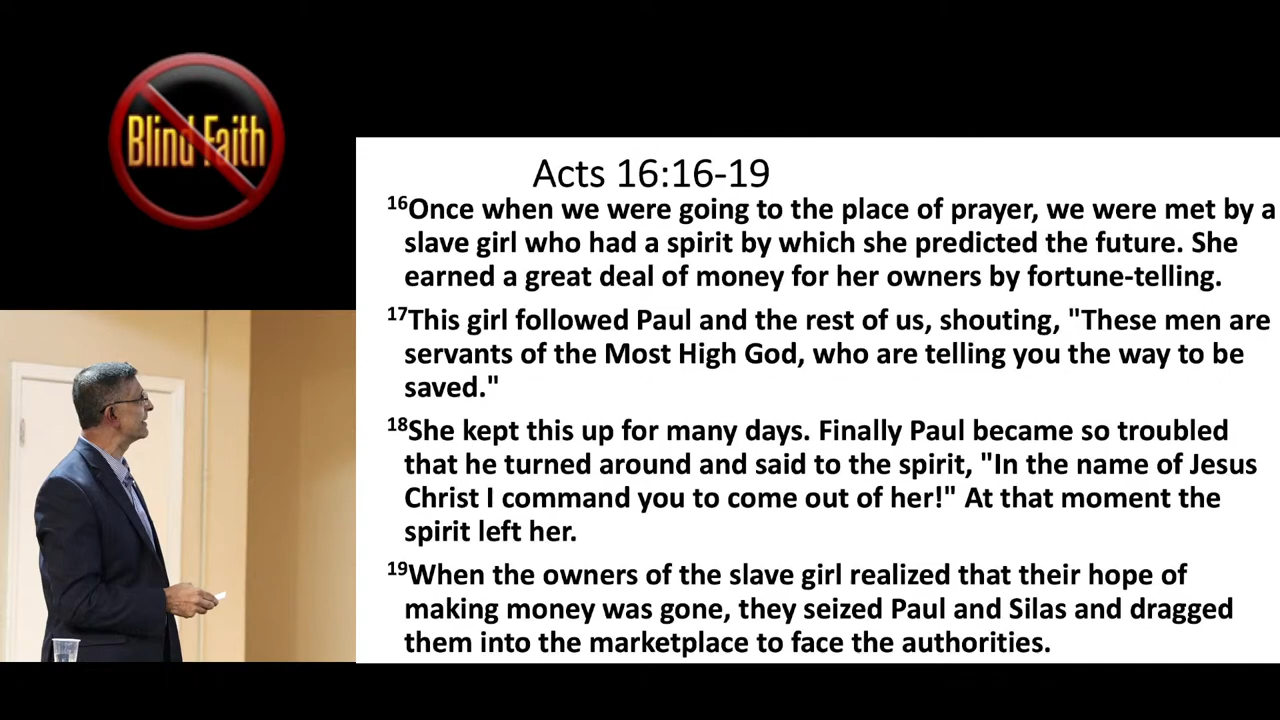 Blind Faith
Acts 16:16-19
16Once when we were going to the place of prayer, we were met by a
slave girl who had a spirit by which she predicted the future. She
earned a great deal of money for her owners by fortune-telling.
17This girl followed Paul and the rest of us, shouting, "These men are
servants of the Most High God, who are telling you the way to be
saved."
18She kept this up for many days. Finally Paul became so troubled
that he turned around and said to the spirit, "In the name of Jesus
Christ I command you to come out of her!" At that moment the
spirit left her.
19When the owners of the slave girl realized that their hope of
making money was gone, they seized Paul and Silas and dragged
them into the marketplace to face the authorities.